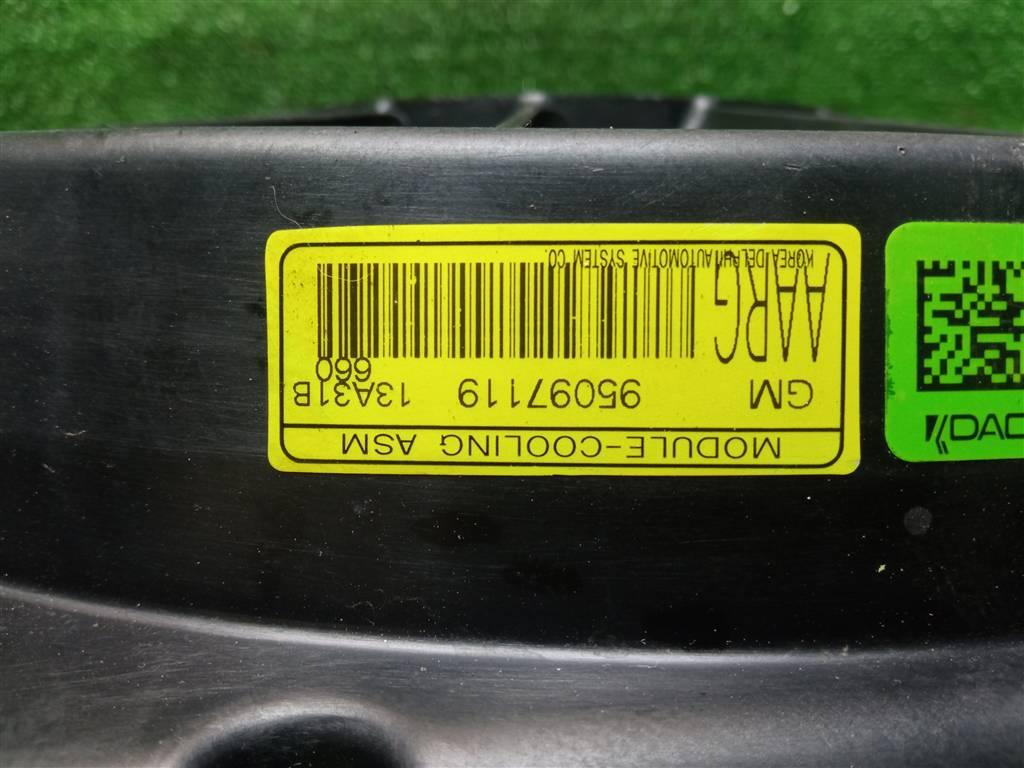 MODULE-COOLING ASM
GM 95097119 13A31B
660
AARG
KOREA DELPHI AUTOMOTIVE SYSTEM CO.